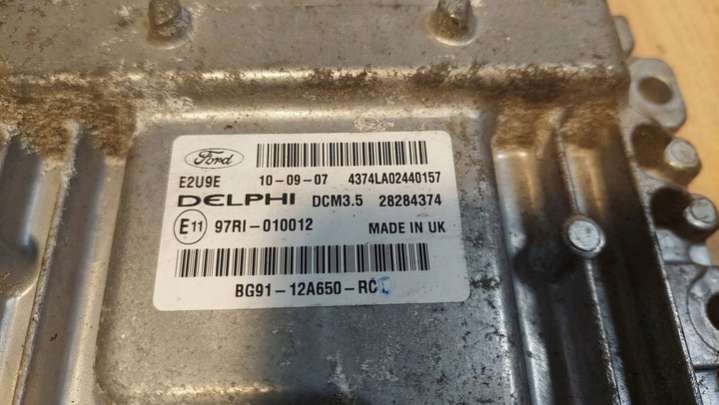 Ford
E2U9E 10-09-07 4374LA02440157
DELPHI DCM3.5 28284374
E11 97RI-010012 MADE IN UK
BG91-12A650-RC